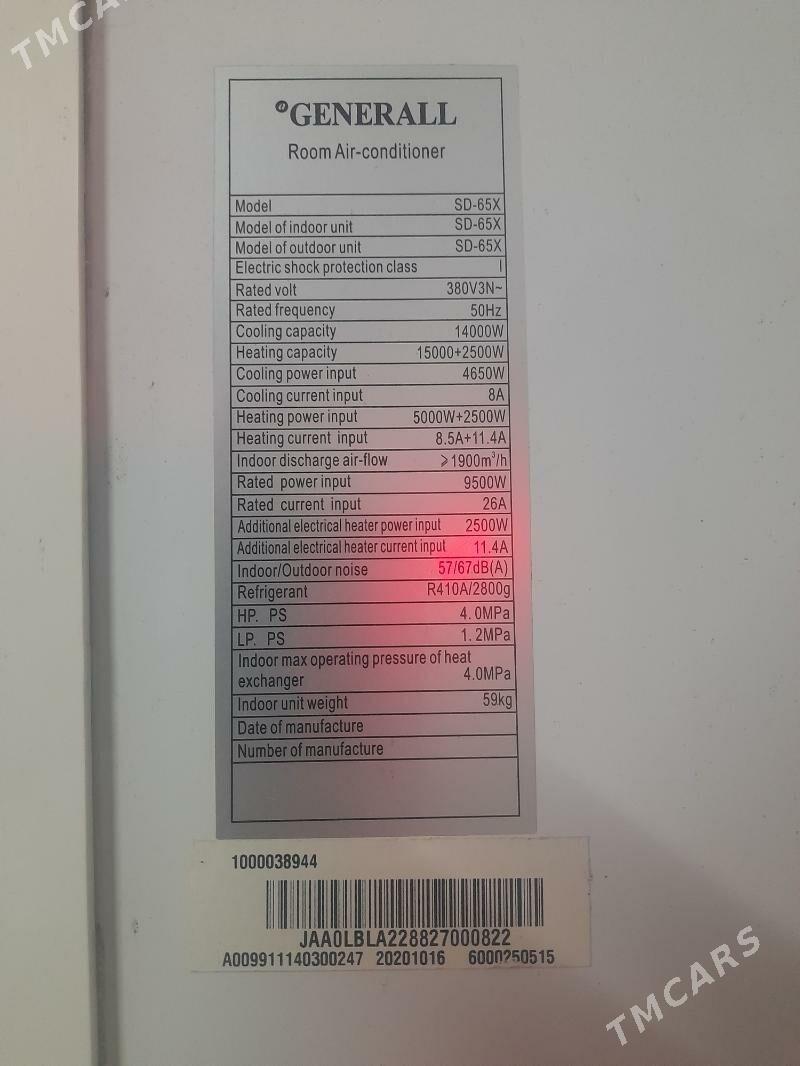 TMCARS
GENERALL
Room Air-conditioner
Model SD-65X
Model of indoor unit SD-65X
Model of outdoor unit SD-65X
Electric shock protection class I
Rated volt 380V3N~
Rated frequency 50Hz
Cooling capacity 14000W
Heating capacity 15000+2500W
Cooling power input 4650W
Cooling current input 8A
Heating power input 5000W+2500W
Heating current input 8.5A+11.4A
Indoor discharge air-flow ⩾1900m³/h
Rated power input 9500W
Rated current input 26A
Additional electrical heater power input 2500W
Additional electrical heater current input 11.4A
Indoor/Outdoor noise 57/67dB(A)
Refrigerant R410A/2800g
HP. PS 4.0MPa
LP. PS 1.2MPa
Indoor max operating pressure of heat
exchanger 4.0MPa
Indoor unit weight 59kg
Date of manufacture
Number of manufacture
1000038944
JAA0LBLA228827000822
A009911140300247 20201016 6000250515
TMCARS